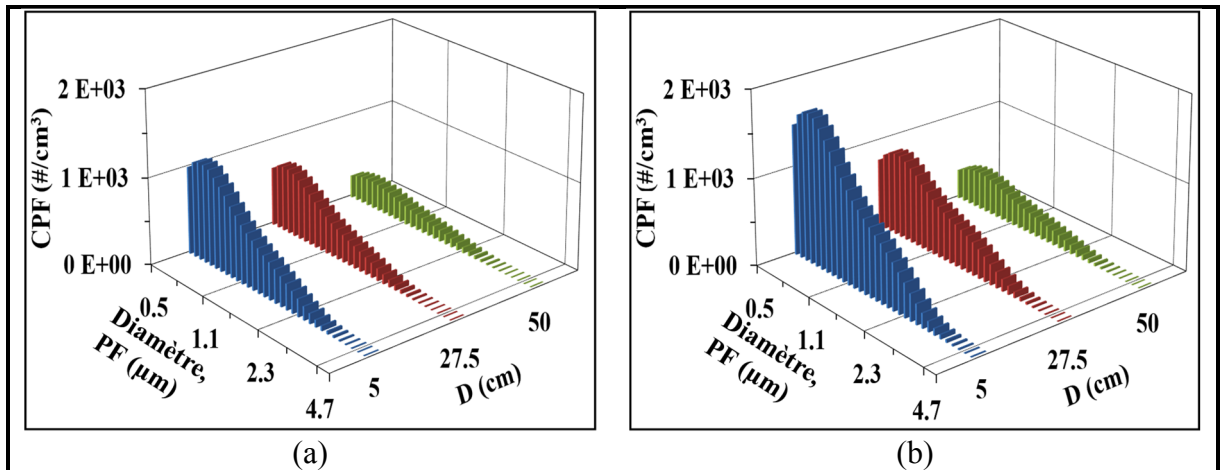 2 E+03
1 E+03
0 E+00
CPF (#/cm³)
0.5
1.1
2.3
4.7
Diamètre,
PF (µm)
5
27.5
50
D (cm)
(a)
2 E+03
1 E+03
0 E+00
CPF (#/cm³)
0.5
1.1
2.3
4.7
Diamètre,
PF (µm)
5
27.5
50
D (cm)
(b)